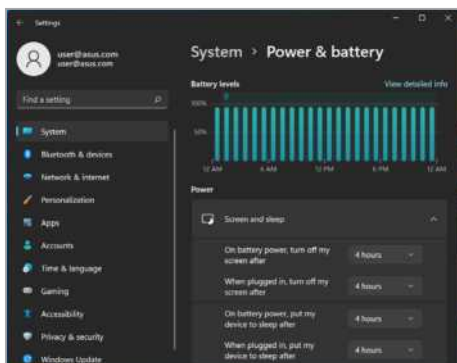 Settings
user@asus.com
user@asus.com
System > Power & battery
Battery levels
View detailed info
Find a setting
100%
50%
12 AM
6 AM
12 PM
6 PM
12 AM
System
Bluetooth & devices
Network & internet
Personalization
Apps
Accounts
Time & language
Gaming
Accessibility
Privacy & security
Windows Update
Power
Screen and sleep
On battery power, turn off my
screen after
4 hours
When plugged in, turn off my
screen after
4 hours
On battery power, put my
device to sleep after
4 hours
When plugged in, put my
device to sleep after
4 hours